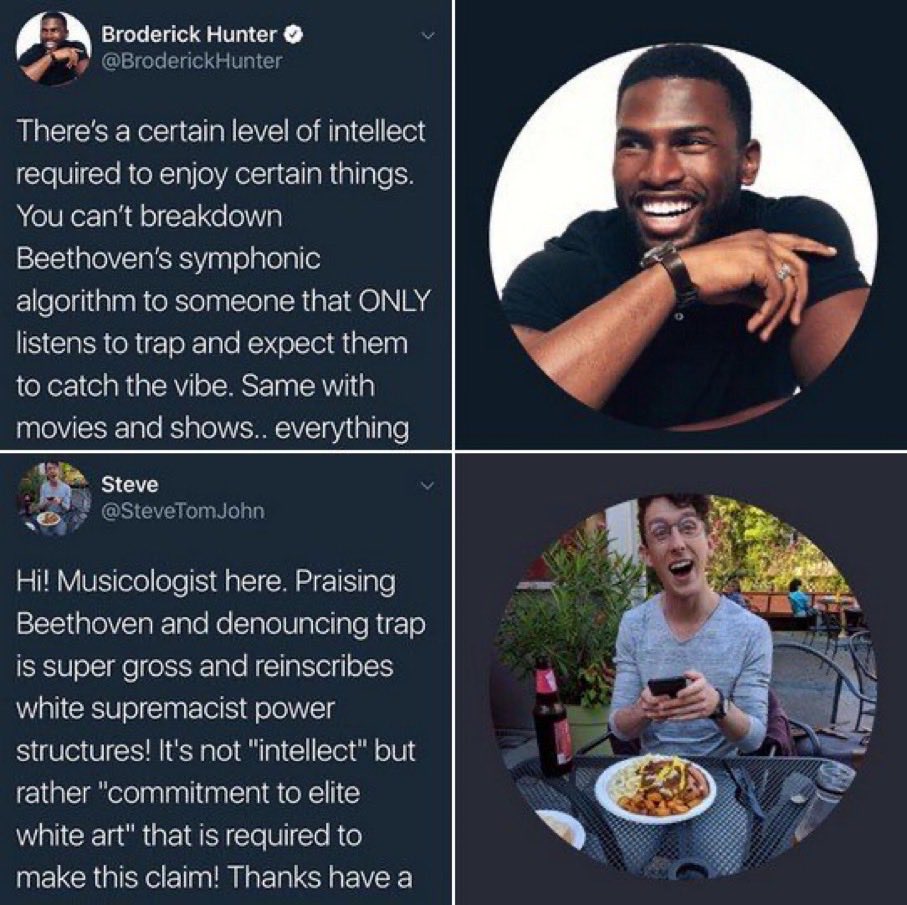 Broderick Hunter
@BroderickHunter
There's a certain level of intellect
required to enjoy certain things.
You can't breakdown
Beethoven's symphonic
algorithm to someone that ONLY
listens to trap and expect them
to catch the vibe. Same with
movies and shows.. everything
Steve
@SteveTomJohn
Hi! Musicologist here. Praising
Beethoven and denouncing trap
is super gross and reinscribes
white supremacist power
structures! It's not "intellect" but
rather "commitment to elite
white art" that is required to
make this claim! Thanks have a